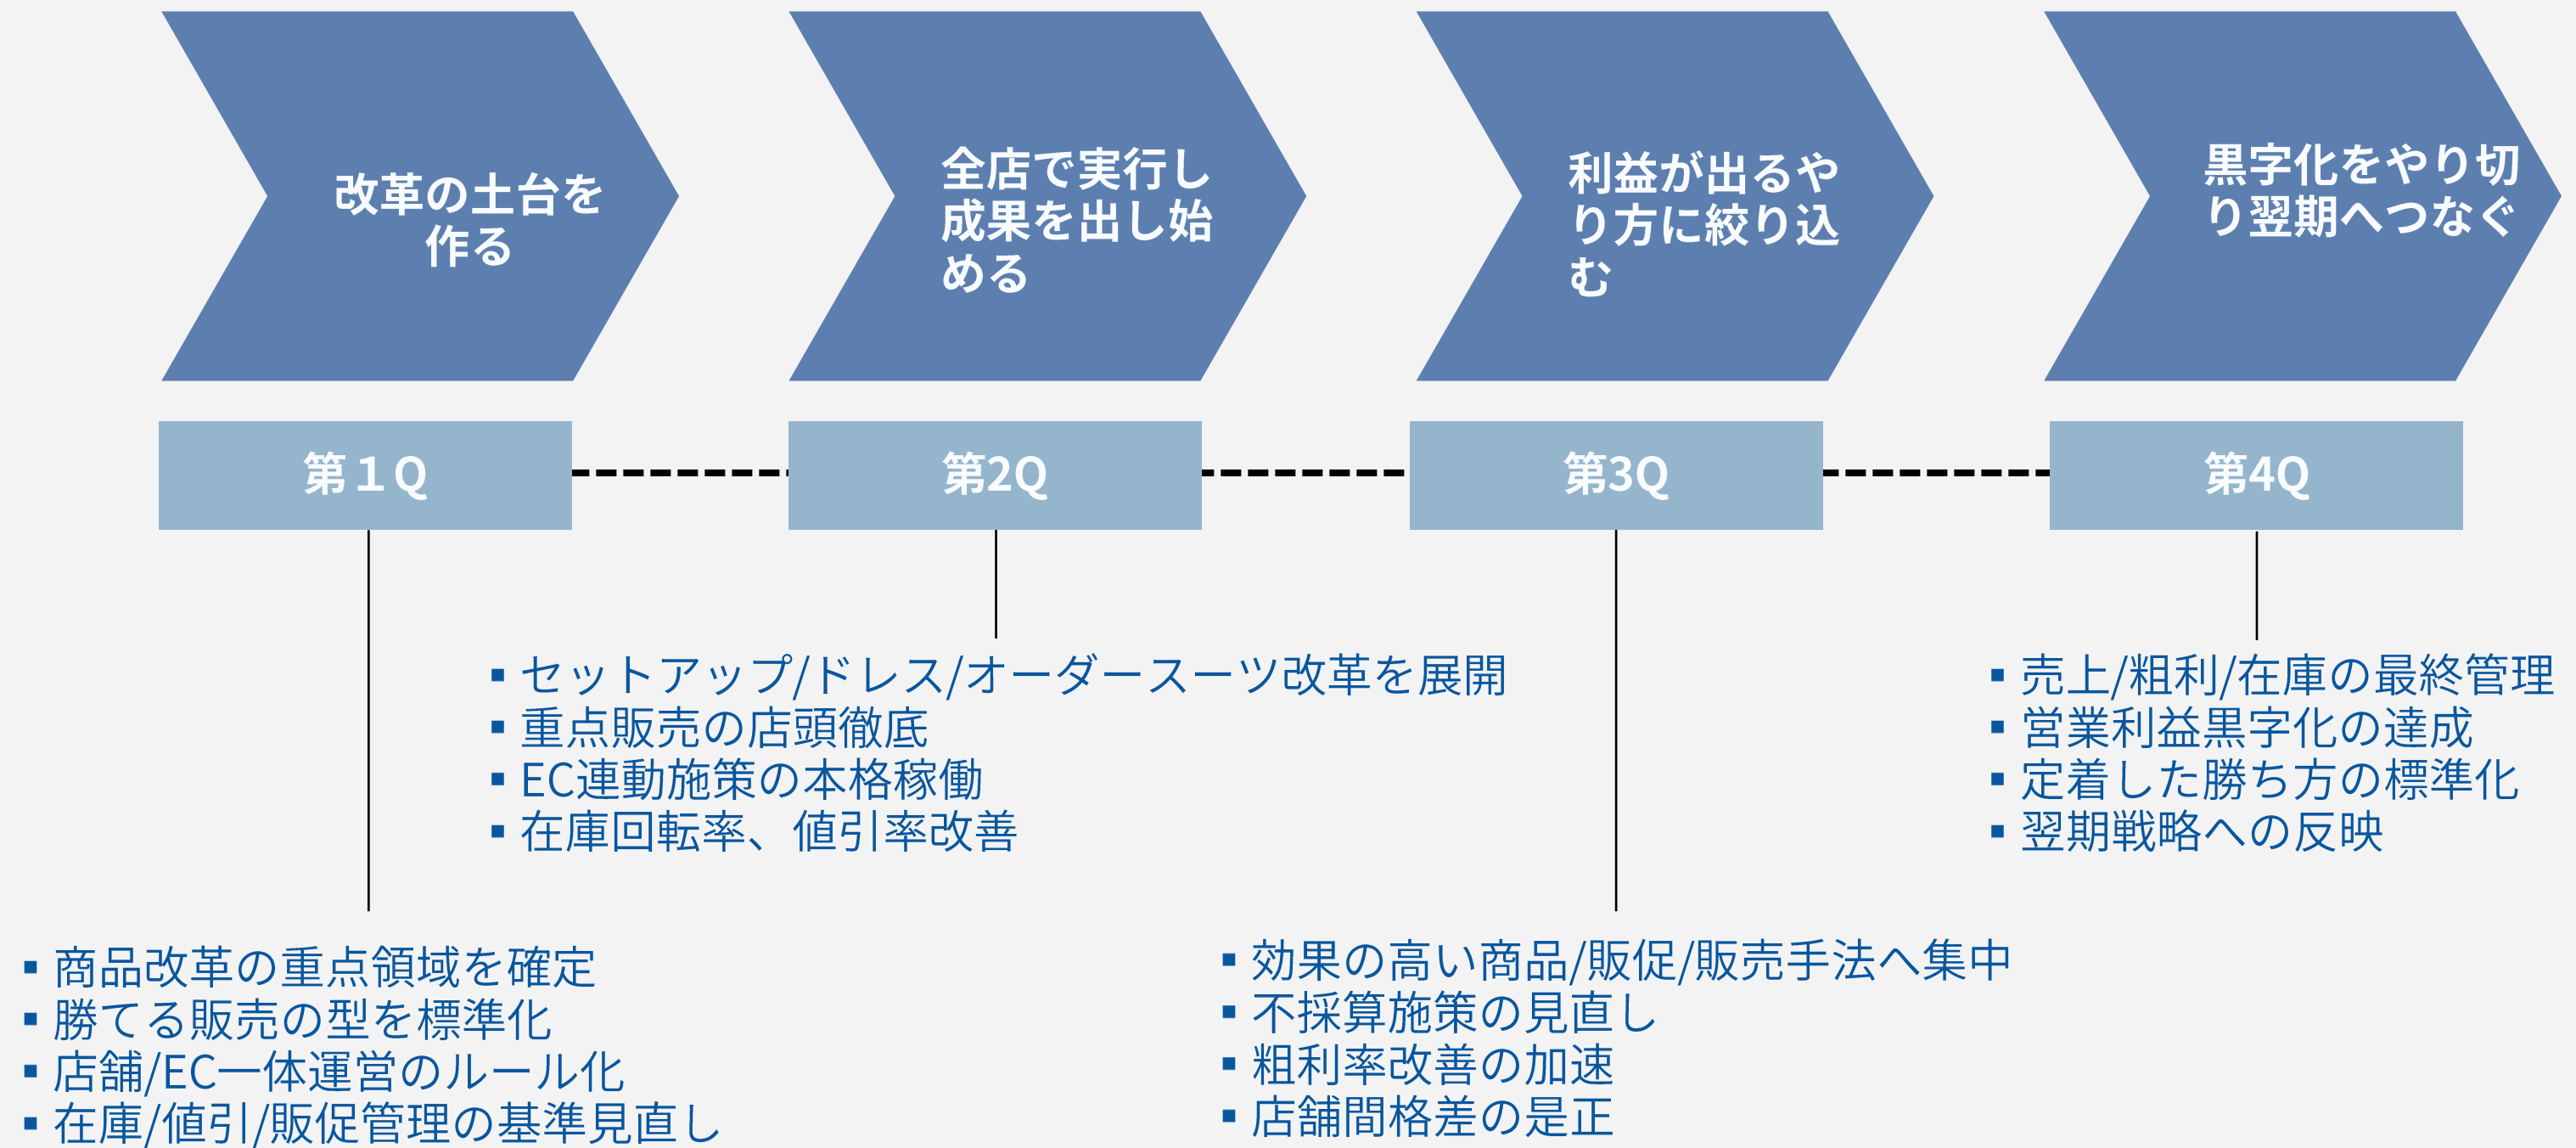 改革の土台を
作る
全店で実行し
成果を出し始
める
利益が出るや
り方に絞り込
む
黒字化をやり切
り翌期へつなぐ
第１Q
第2Q
第3Q
第4Q
▪ セットアップ/ドレス/オーダースーツ改革を展開
▪ 重点販売の店頭徹底
▪ EC連動施策の本格稼働
▪ 在庫回転率、値引率改善
▪ 売上/粗利/在庫の最終管理
▪ 営業利益黒字化の達成
▪ 定着した勝ち方の標準化
▪ 翌期戦略への反映
▪ 商品改革の重点領域を確定
▪ 勝てる販売の型を標準化
▪ 店舗/EC一体運営のルール化
▪ 在庫/値引/販促管理の基準見直し
▪ 効果の高い商品/販促/販売手法へ集中
▪ 不採算施策の見直し
▪ 粗利率改善の加速
▪ 店舗間格差の是正